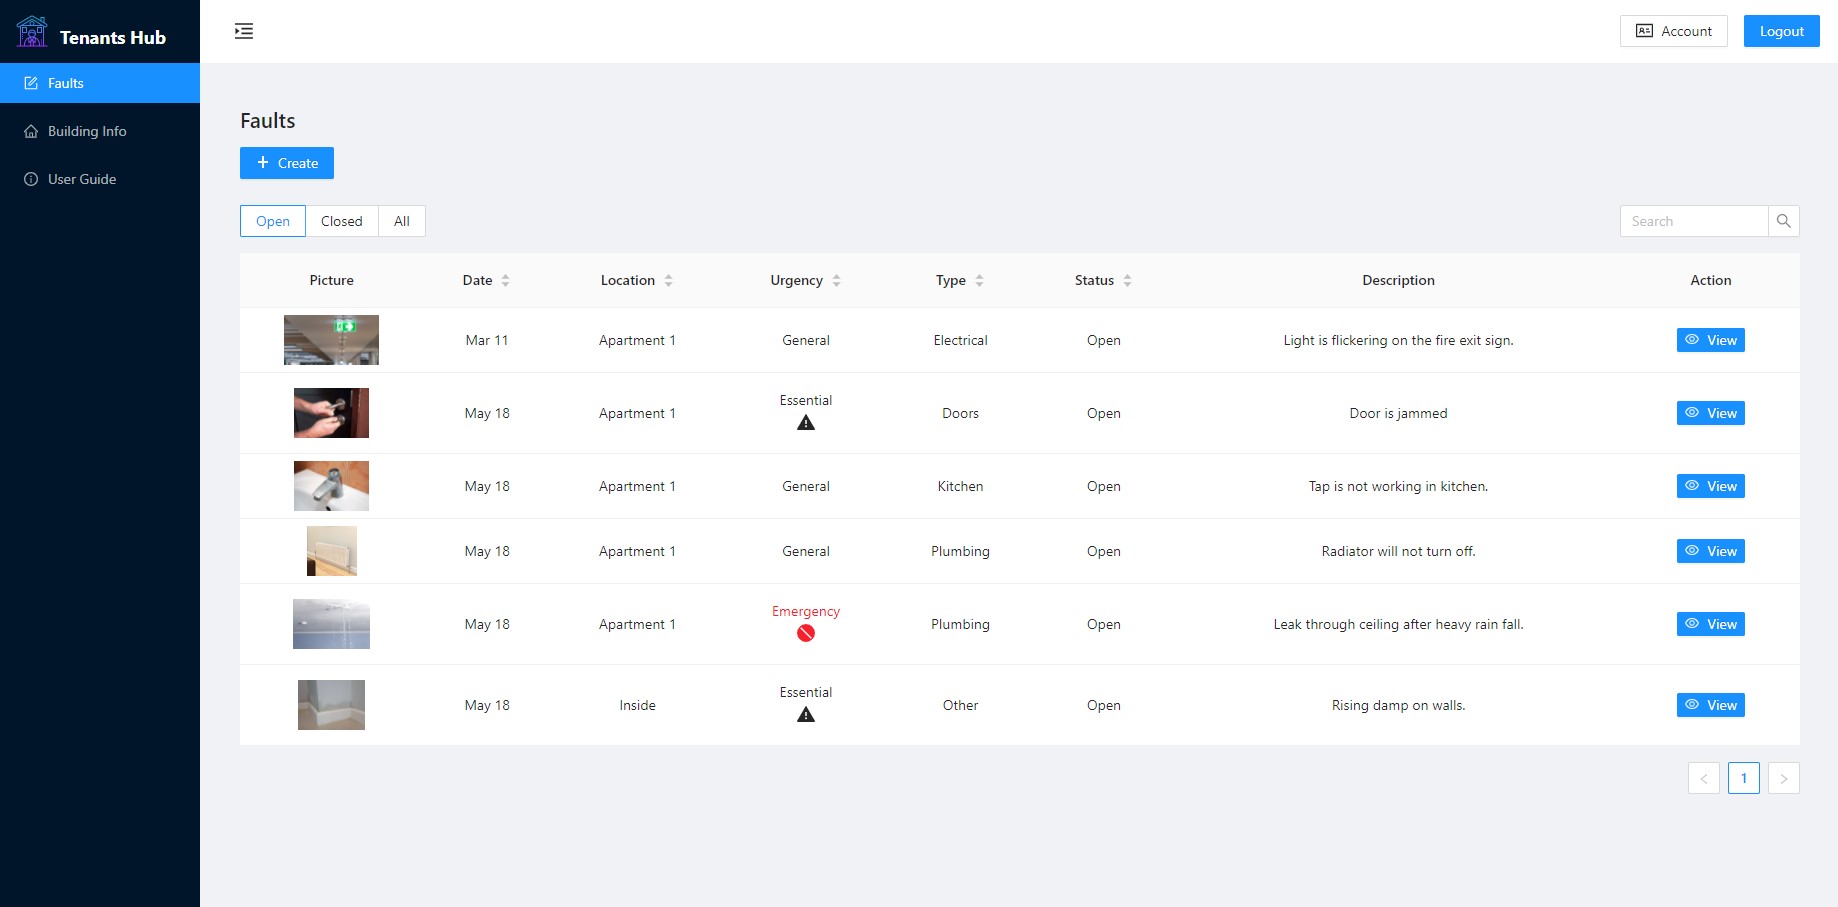 Tenants Hub
Account
Logout
Faults
Building Info
User Guide
Faults
+ Create
Open Closed All
Search
Picture Date Location Urgency Type Status Description Action
Mar 11 Apartment 1 General Electrical Open Light is flickering on the fire exit sign. View
May 18 Apartment 1 Essential Doors Open Door is jammed View
May 18 Apartment 1 General Kitchen Open Tap is not working in kitchen. View
May 18 Apartment 1 General Plumbing Open Radiator will not turn off. View
May 18 Apartment 1 Emergency Plumbing Open Leak through ceiling after heavy rain fall. View
May 18 Inside Essential Other Open Rising damp on walls. View
< 1 >